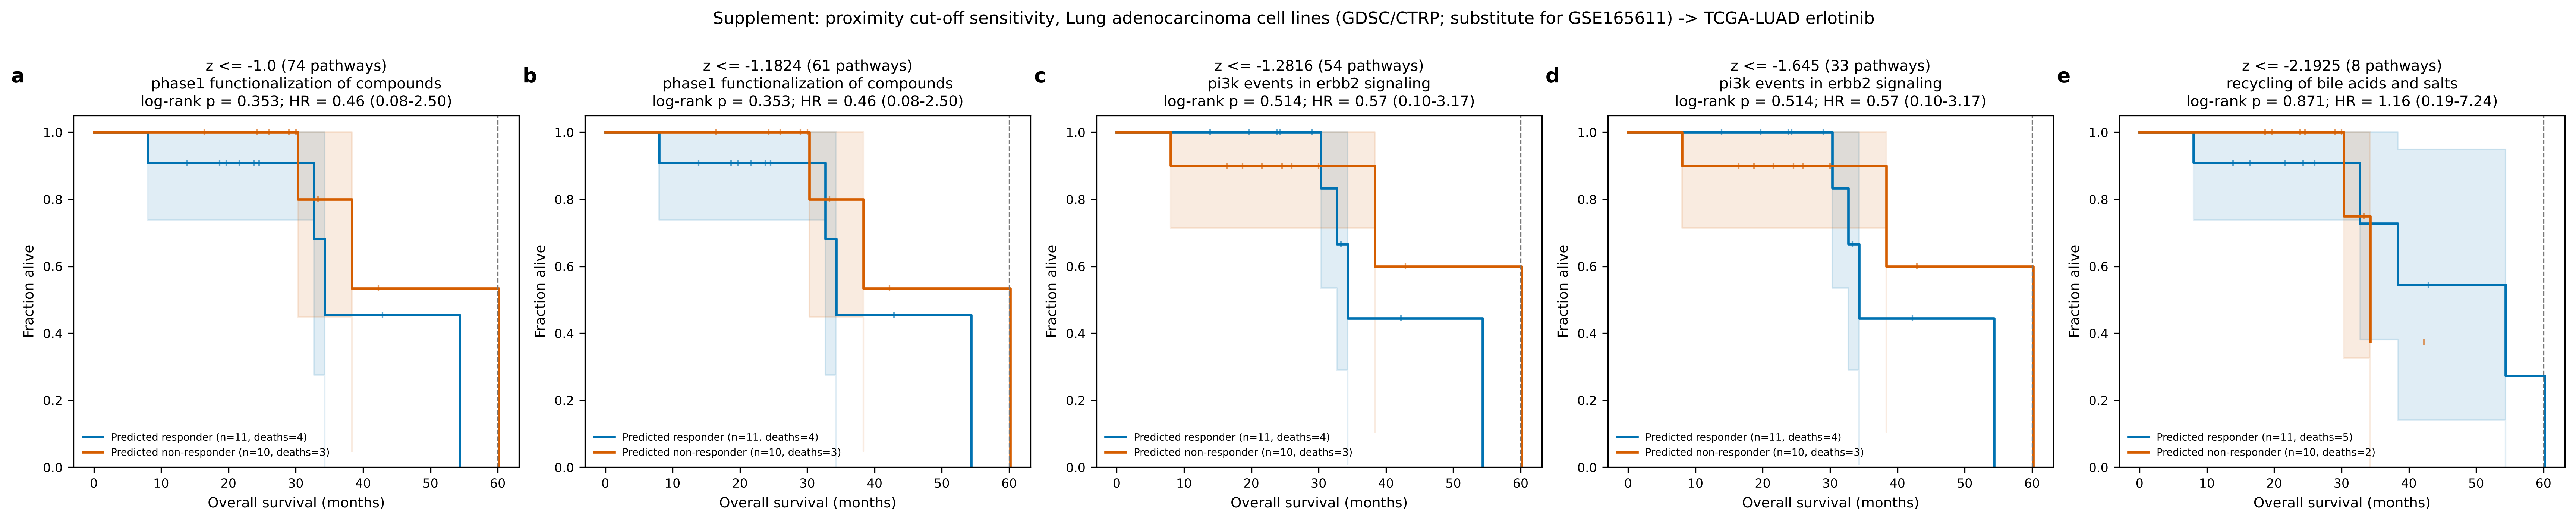 Supplement: proximity cut-off sensitivity, Lung adenocarcinoma cell lines (GDSC/CTRP; substitute for GSE165611) -> TCGA-LUAD erlotinib
a
z <= -1.0 (74 pathways)
phase1 functionalization of compounds
log-rank p = 0.353; HR = 0.46 (0.08-2.50)
Fraction alive
1.0
0.8
0.6
0.4
0.2
0.0
Predicted responder (n=11, deaths=4)
Predicted non-responder (n=10, deaths=3)
0 10 20 30 40 50 60
Overall survival (months)
b
z <= -1.1824 (61 pathways)
phase1 functionalization of compounds
log-rank p = 0.353; HR = 0.46 (0.08-2.50)
Fraction alive
1.0
0.8
0.6
0.4
0.2
0.0
Predicted responder (n=11, deaths=4)
Predicted non-responder (n=10, deaths=3)
0 10 20 30 40 50 60
Overall survival (months)
c
z <= -1.2816 (54 pathways)
pi3k events in erbb2 signaling
log-rank p = 0.514; HR = 0.57 (0.10-3.17)
Fraction alive
1.0
0.8
0.6
0.4
0.2
0.0
Predicted responder (n=11, deaths=4)
Predicted non-responder (n=10, deaths=3)
0 10 20 30 40 50 60
Overall survival (months)
d
z <= -1.645 (33 pathways)
pi3k events in erbb2 signaling
log-rank p = 0.514; HR = 0.57 (0.10-3.17)
Fraction alive
1.0
0.8
0.6
0.4
0.2
0.0
Predicted responder (n=11, deaths=4)
Predicted non-responder (n=10, deaths=3)
0 10 20 30 40 50 60
Overall survival (months)
e
z <= -2.1925 (8 pathways)
recycling of bile acids and salts
log-rank p = 0.871; HR = 1.16 (0.19-7.24)
Fraction alive
1.0
0.8
0.6
0.4
0.2
0.0
Predicted responder (n=11, deaths=5)
Predicted non-responder (n=10, deaths=2)
0 10 20 30 40 50 60
Overall survival (months)